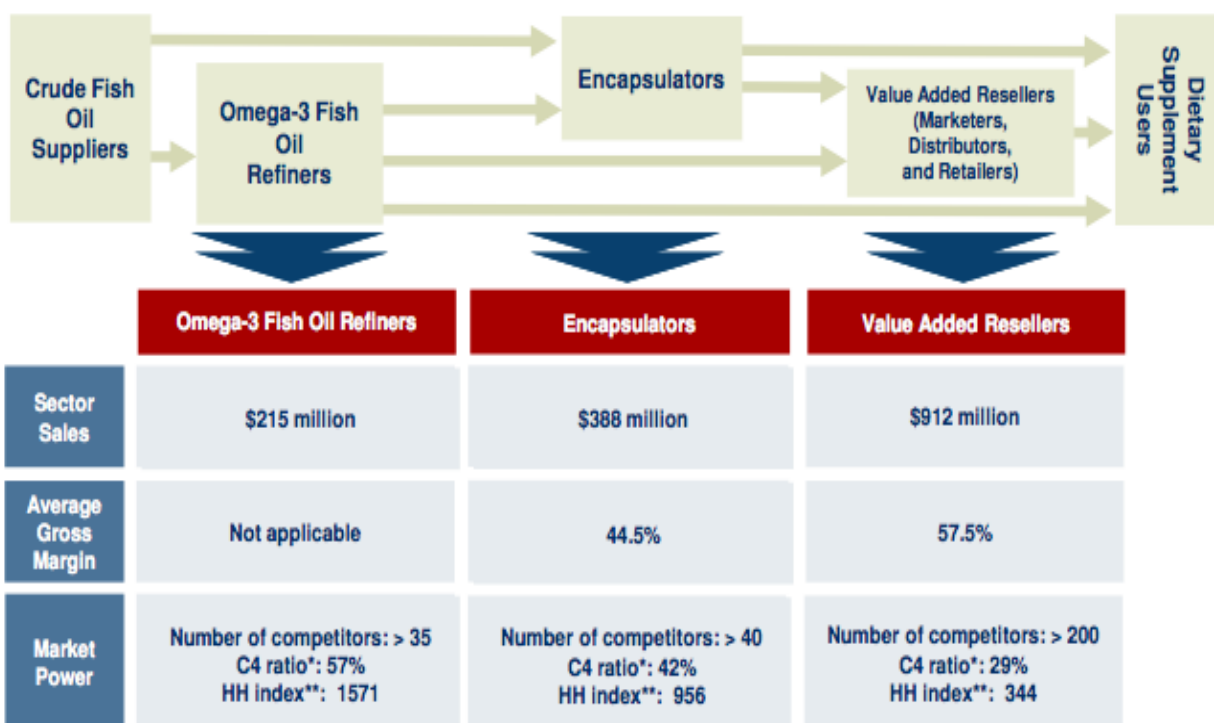 Crude Fish
Oil
Suppliers
Omega-3 Fish
Oil
Refiners
Encapsulators
Value Added Resellers
(Marketers,
Distributors,
and Retailers)
Dietary
Supplement
Users
Omega-3 Fish Oil Refiners
Encapsulators
Value Added Resellers
Sector
Sales
$215 million
$388 million
$912 million
Average
Gross
Margin
Not applicable
44.5%
57.5%
Market
Power
Number of competitors: > 35
C4 ratio*: 57%
HH index**: 1571
Number of competitors: > 40
C4 ratio*: 42%
HH index**: 956
Number of competitors: > 200
C4 ratio*: 29%
HH index**: 344